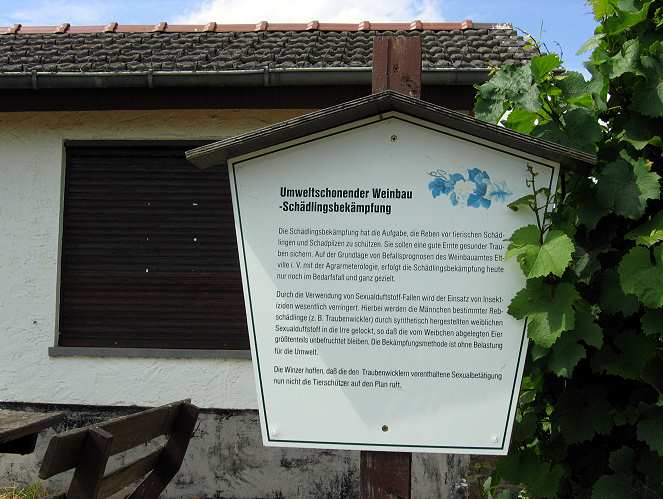 Umweltschonender Weinbau
-Schädlingsbekämpfung
Die Schädlingsbekämpfung hat die Aufgabe, die Reben vor tierischen Schäd-
lingen und Schadpilzen zu schützen. Sie sollen eine gute Ernte gesunder Trau-
ben sichern. Auf der Grundlage von Befallsprognosen des Weinbauamtes Elt-
ville i. V. mit der Agrarmeterologie, erfolgt die Schädlingsbekämpfung heute
nur noch im Bedarfsfall und ganz gezielt.
Durch die Verwendung von Sexualduftstoff-Fallen wird der Einsatz von Insekt-
iziden wesentlich verringert. Hierbei werden die Männchen bestimmter Reb-
schädlinge (z. B. Traubenwickler) durch synthetisch hergestellten weiblichen
Sexualduftstoff in die Irre gelockt, so daß die vom Weibchen abgelegten Eier
größtenteils unbefruchtet bleiben. Die Bekämpfungsmethode ist ohne Belastung
für die Umwelt.
Die Winzer hoffen, daß die den Traubenwicklern vorenthaltene Sexualbetätigung
nun nicht die Tierschützer auf den Plan ruft.